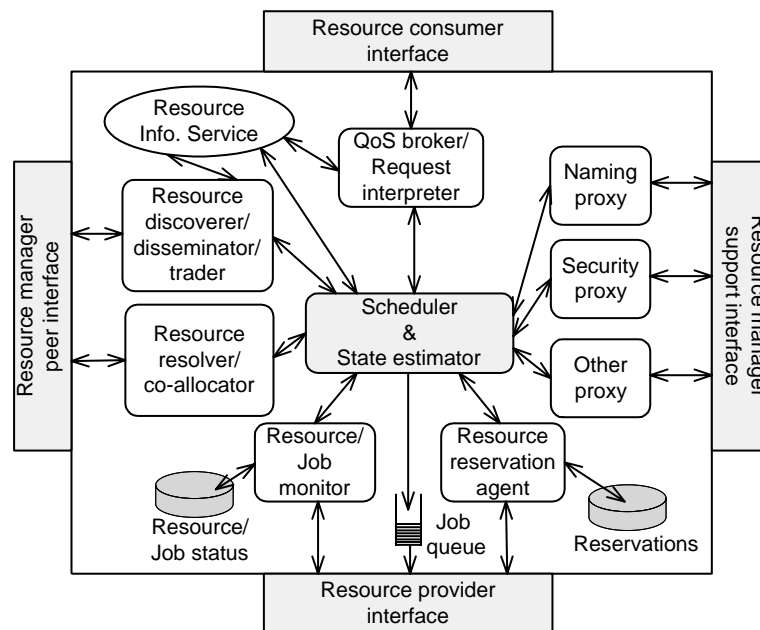 Resource consumer
interface
Resource
Info. Service
QoS broker/
Request
interpreter
Naming
proxy
Resource
discoverer/
disseminator/
trader
Security
proxy
Resource manager
peer interface
Resource manager
support interface
Scheduler
&
State estimator
Resource
resolver/
co-allocator
Other
proxy
Resource/
Job
monitor
Resource
reservation
agent
Resource/
Job status
Job
queue
Reservations
Resource provider
interface